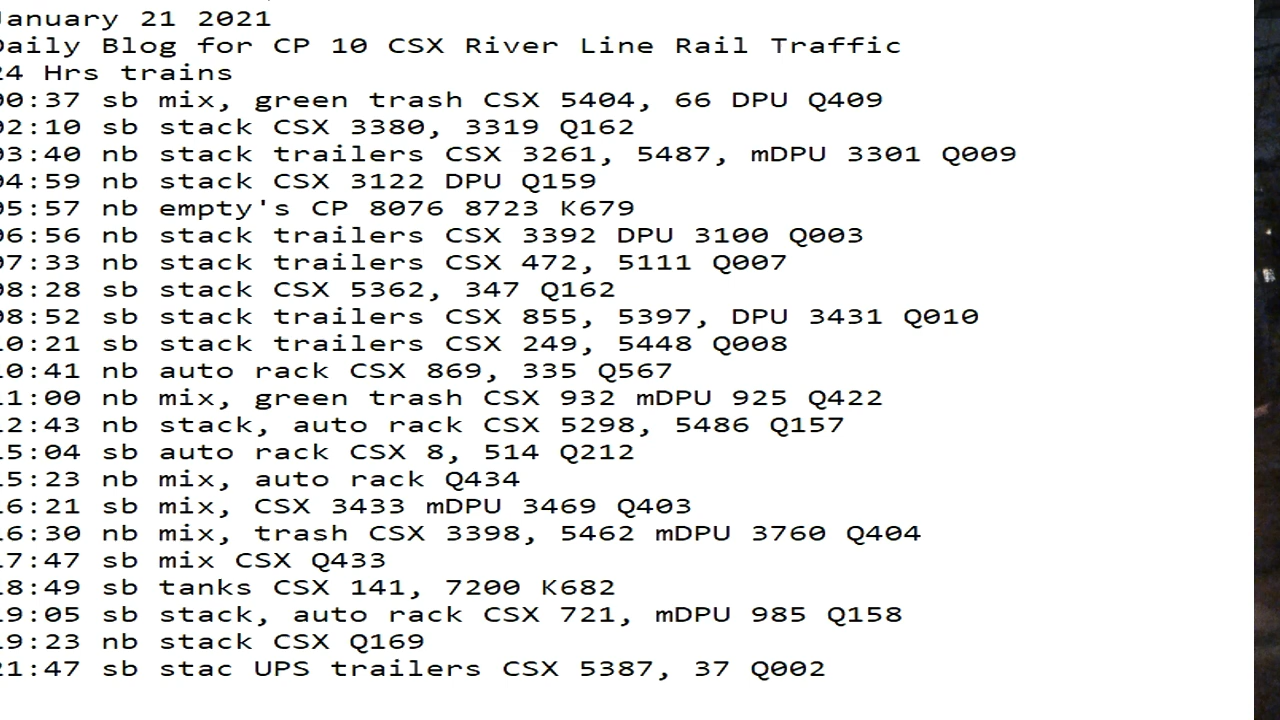 January 21 2021
Daily Blog for CP 10 CSX River Line Rail Traffic
24 Hrs trains
00:37 sb mix, green trash CSX 5404, 66 DPU Q409
02:10 sb stack CSX 3380, 3319 Q162
03:40 nb stack trailers CSX 3261, 5487, mDPU 3301 Q009
04:59 nb stack CSX 3122 DPU Q159
05:57 nb empty's CP 8076 8723 K679
06:56 nb stack trailers CSX 3392 DPU 3100 Q003
07:33 nb stack trailers CSX 472, 5111 Q007
08:28 sb stack CSX 5362, 347 Q162
08:52 sb stack trailers CSX 855, 5397, DPU 3431 Q010
10:21 sb stack trailers CSX 249, 5448 Q008
10:41 nb auto rack CSX 869, 335 Q567
11:00 nb mix, green trash CSX 932 mDPU 925 Q422
12:43 nb stack, auto rack CSX 5298, 5486 Q157
15:04 sb auto rack CSX 8, 514 Q212
15:23 nb mix, auto rack Q434
16:21 sb mix, CSX 3433 mDPU 3469 Q403
16:30 nb mix, trash CSX 3398, 5462 mDPU 3760 Q404
17:47 sb mix CSX Q433
18:49 sb tanks CSX 141, 7200 K682
19:05 sb stack, auto rack CSX 721, mDPU 985 Q158
19:23 nb stack CSX Q169
21:47 sb stac UPS trailers CSX 5387, 37 Q002